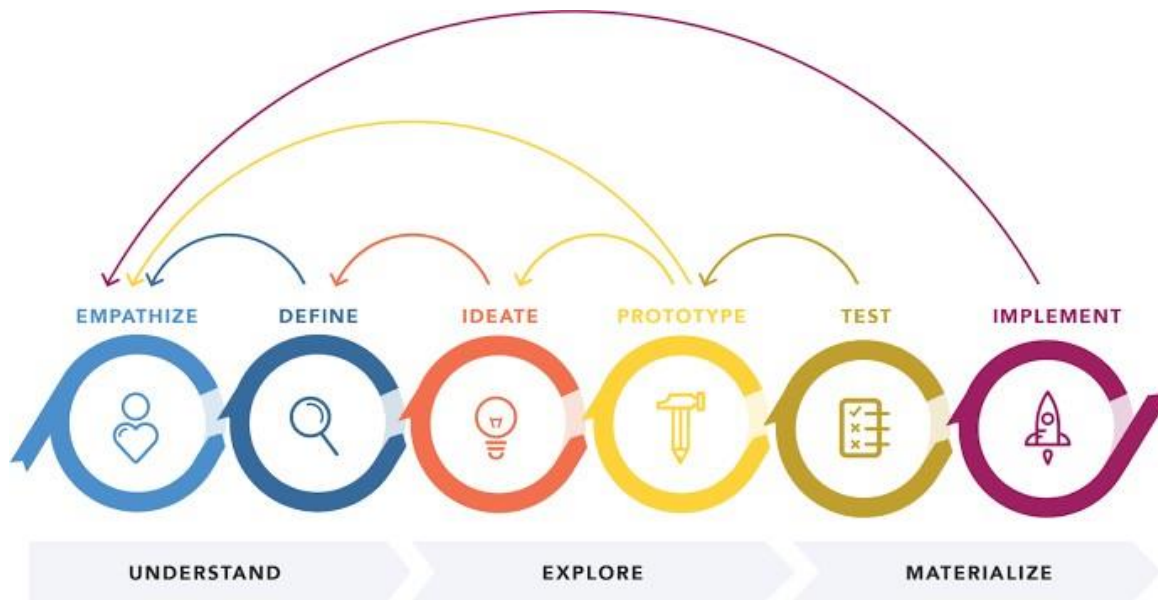 EMPATHIZE
DEFINE
IDEATE
PROTOTYPE
TEST
IMPLEMENT
UNDERSTAND
EXPLORE
MATERIALIZE